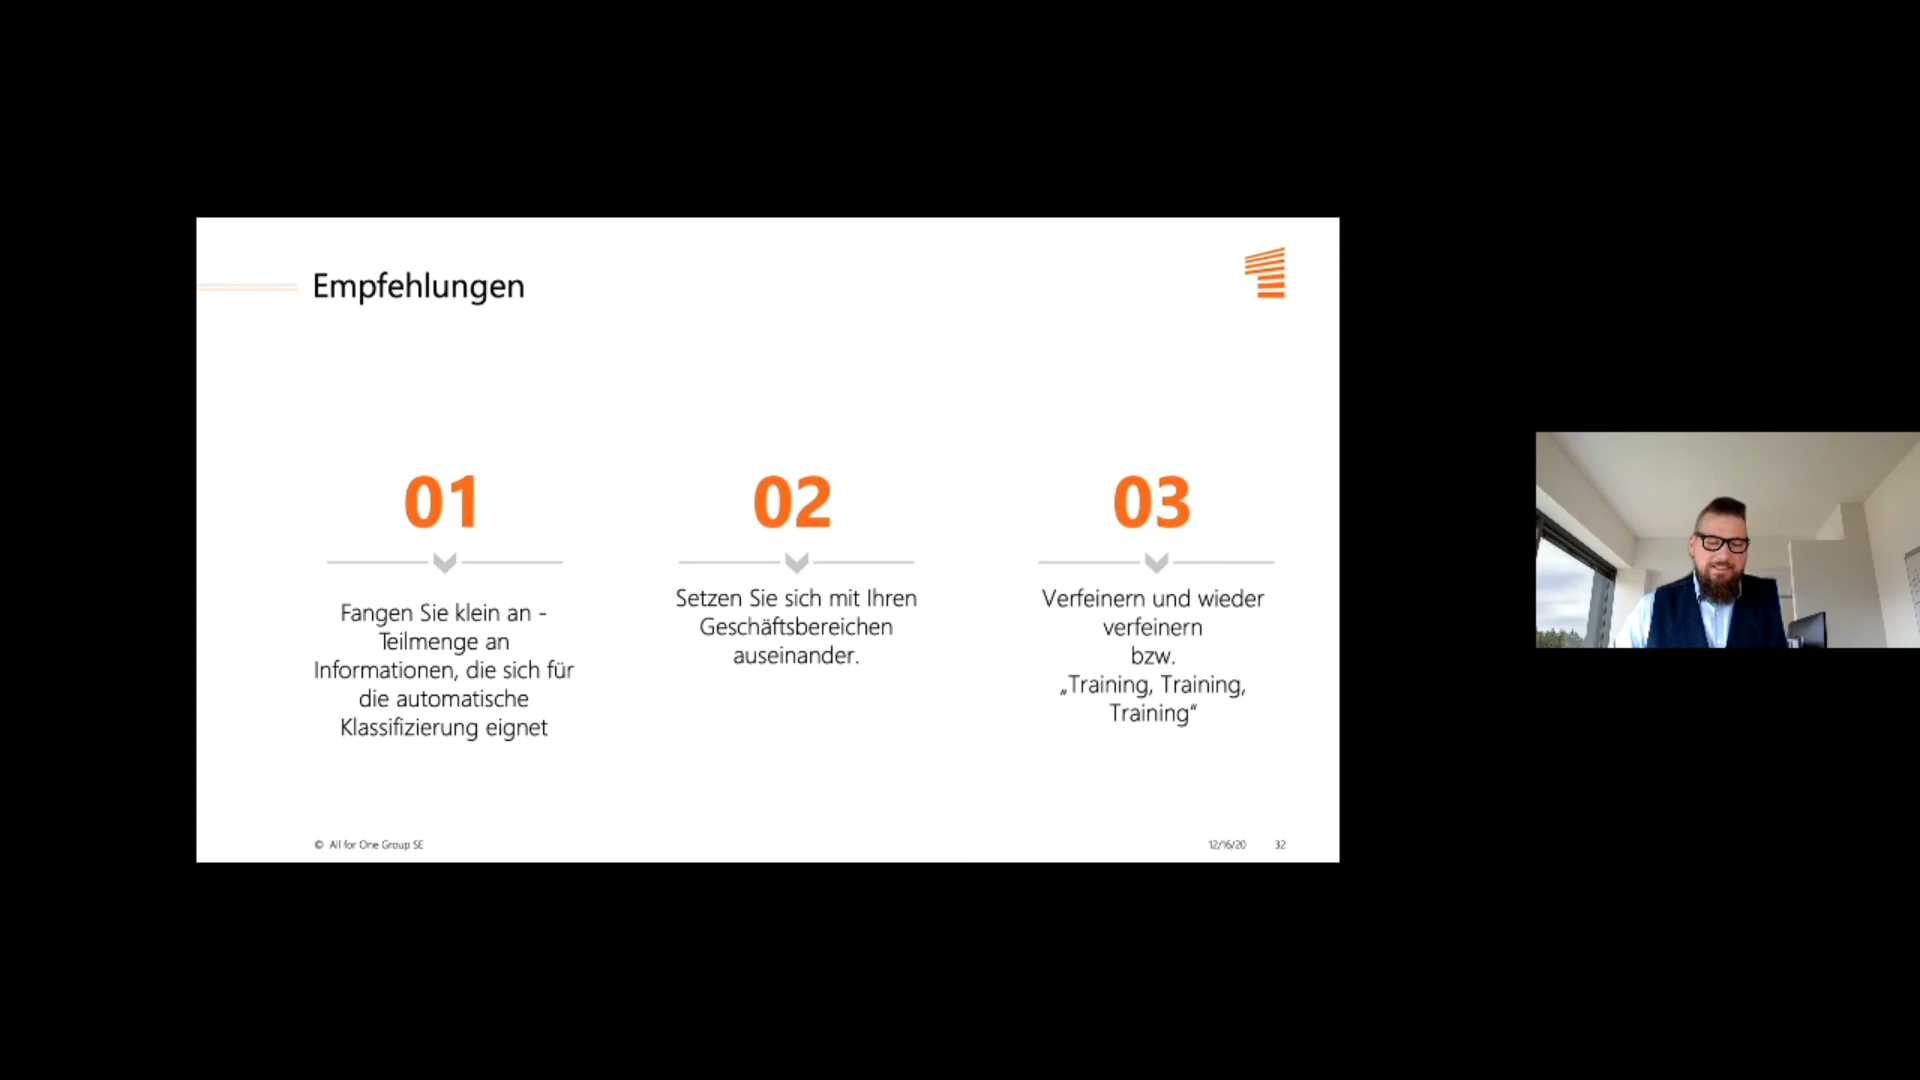 Empfehlungen
01
Fangen Sie klein an -
Teilmenge an
Informationen, die sich für
die automatische
Klassifizierung eignet
02
Setzen Sie sich mit Ihren
Geschäftsbereichen
auseinander.
03
Verfeinern und wieder
verfeinern
bzw.
„Training, Training,
Training“
© All for One Group SE
12/16/20
32